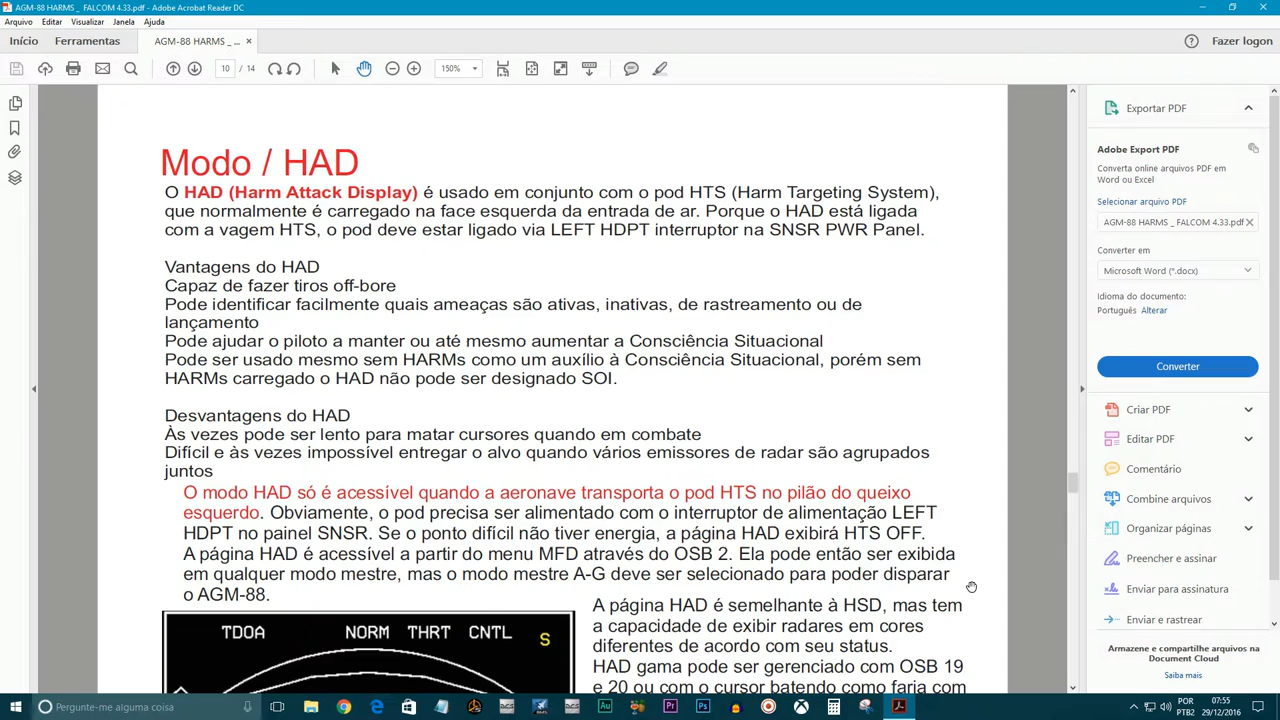 AGM-88 HARMS _ FALCOM 4.33.pdf - Adobe Acrobat Reader DC
Arquivo Editar Visualizar Janela Ajuda
Início Ferramentas AGM-88 HARMS _ ... × Fazer logon
10 / 14 150%
Modo / HAD
O HAD (Harm Attack Display) é usado em conjunto com o pod HTS (Harm Targeting System),
que normalmente é carregado na face esquerda da entrada de ar. Porque o HAD está ligada
com a vagem HTS, o pod deve estar ligado via LEFT HDPT interruptor na SNSR PWR Panel.
Vantagens do HAD
Capaz de fazer tiros off-bore
Pode identificar facilmente quais ameaças são ativas, inativas, de rastreamento ou de
lançamento
Pode ajudar o piloto a manter ou até mesmo aumentar a Consciência Situacional
Pode ser usado mesmo sem HARMs como um auxílio à Consciência Situacional, porém sem
HARMs carregado o HAD não pode ser designado SOI.
Desvantagens do HAD
Às vezes pode ser lento para matar cursores quando em combate
Difícil e às vezes impossível entregar o alvo quando vários emissores de radar são agrupados
juntos
O modo HAD só é acessível quando a aeronave transporta o pod HTS no pilão do queixo
esquerdo. Obviamente, o pod precisa ser alimentado com o interruptor de alimentação LEFT
HDPT no painel SNSR. Se o ponto difícil não tiver energia, a página HAD exibirá HTS OFF.
A página HAD é acessível a partir do menu MFD através do OSB 2. Ela pode então ser exibida
em qualquer modo mestre, mas o modo mestre A-G deve ser selecionado para poder disparar
o AGM-88.
TDOA NORM THRT CNTL S
A página HAD é semelhante à HSD, mas tem
a capacidade de exibir radares em cores
diferentes de acordo com seu status.
HAD gama pode ser gerenciado com OSB 19
e 20 ou com o cursor batendo como faria com
Exportar PDF
Adobe Export PDF
Converta online arquivos PDF em
Word ou Excel
Selecionar arquivo PDF
AGM-88 HARMS _ FALCOM 4.33.pdf ×
Converter em
Microsoft Word (*.docx)
Idioma do documento:
Português Alterar
Converter
Criar PDF
Editar PDF
Comentário
Combine arquivos
Organizar páginas
Preencher e assinar
Enviar para assinatura
Enviar e rastrear
Armazene e compartilhe arquivos na
Document Cloud
Saiba mais
Pergunte-me alguma coisa
POR 07:55
PTB2 29/12/2016